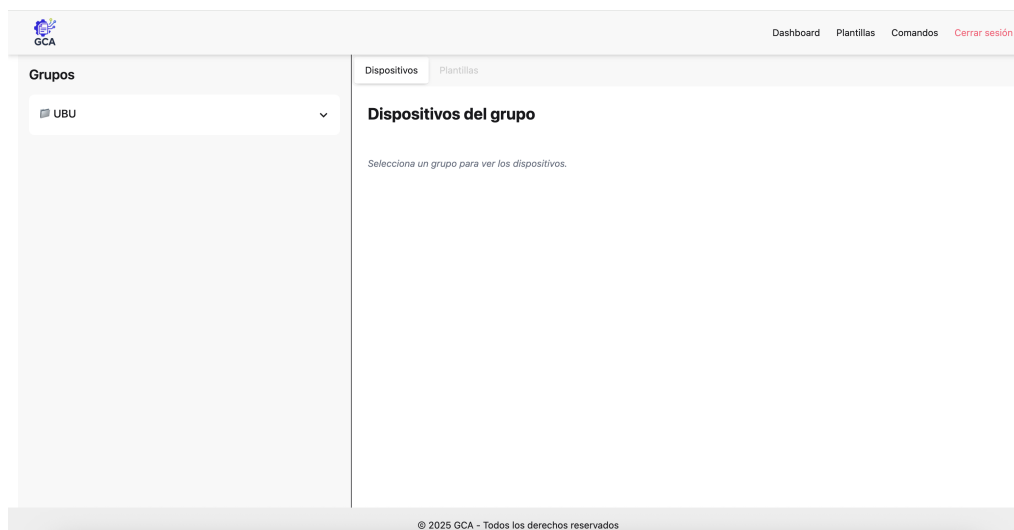 GCA
Dashboard Plantillas Comandos Cerrar sesión
Grupos
UBU
Dispositivos Plantillas
Dispositivos del grupo
Selecciona un grupo para ver los dispositivos.
© 2025 GCA - Todos los derechos reservados